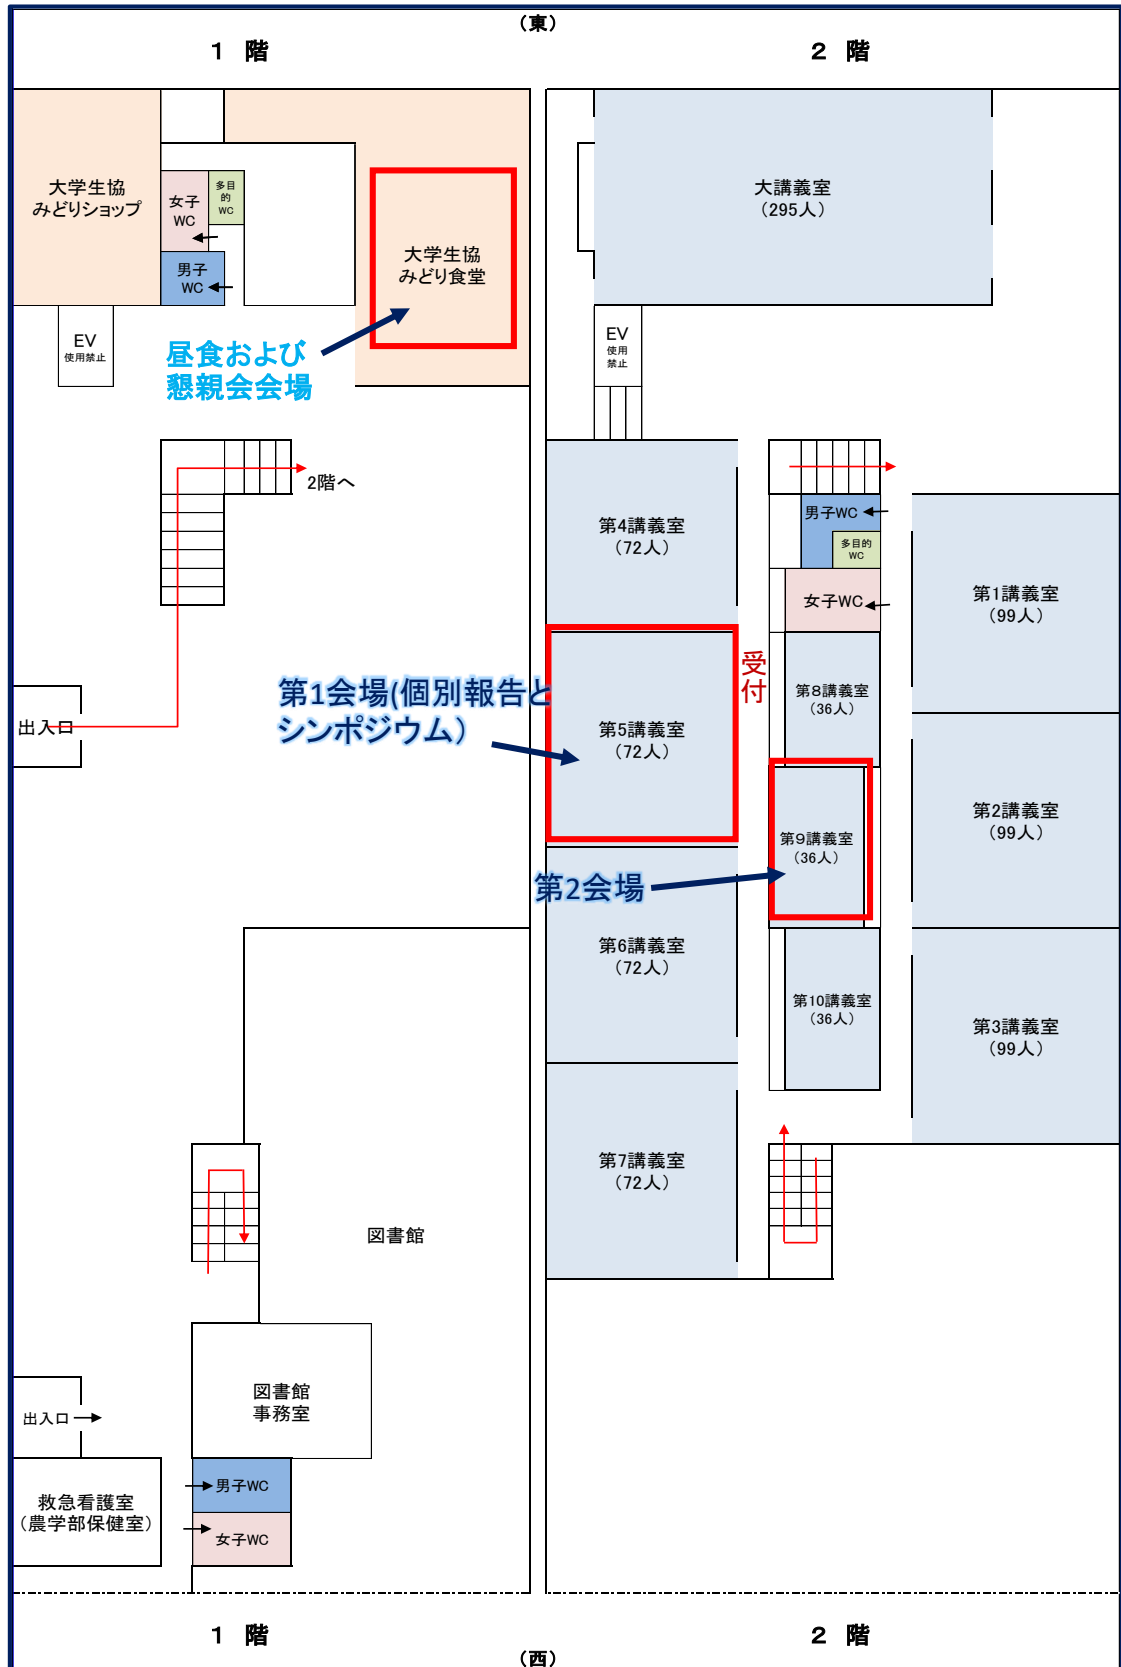 (東)
1 階
2 階
大学生協
みどりショップ
女子
WC
多目
的
WC
男子
WC
大学生協
みどり食堂
EV
使用禁止
昼食および
懇親会会場
2階へ
出入口
第1会場(個別報告と
シンポジウム)
図書館
図書館
事務室
出入口
救急看護室
(農学部保健室)
男子WC
女子WC
大講義室
(295人)
EV
使用
禁止
第4講義室
(72人)
男子WC
多目的
WC
女子WC
第1講義室
(99人)
受
付
第5講義室
(72人)
第8講義室
(36人)
第2講義室
(99人)
第9講義室
(36人)
第2会場
第6講義室
(72人)
第10講義室
(36人)
第3講義室
(99人)
第7講義室
(72人)
1 階
2 階
(西)